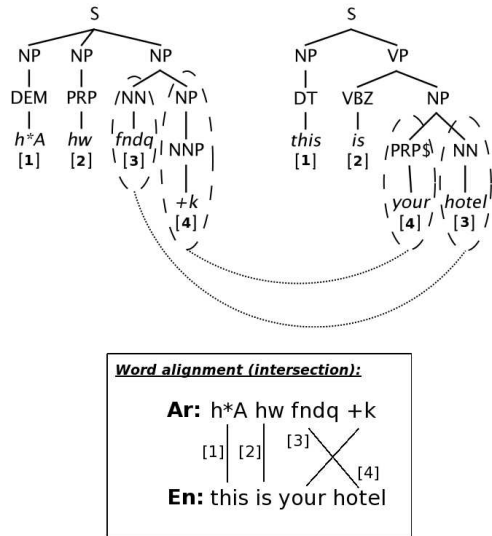 S S
NP NP NP NP VP
DEM PRP NN NP DT VBZ NP
h*A hw fndq NNP this is PRP$ NN
[1] [2] [3] [1] [2]
+k your hotel
[4] [4] [3]
Word alignment (intersection):
Ar: h*A hw fndq +k
[1] [2] [3]
[4]
En: this is your hotel